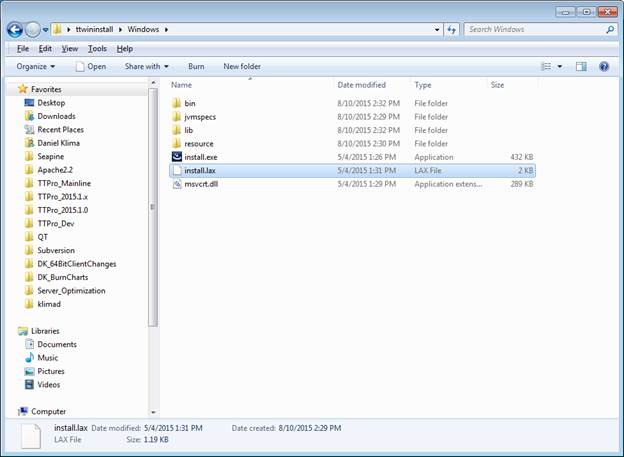 ttwininstall Windows Search Windows
File Edit View Tools Help
Organize Open Share with Burn New folder
Favorites
Desktop
Downloads
Recent Places
Daniel Klima
Seapine
Apache2.2
TTPro_Mainline
TTPro_2015.1.x
TTPro_2015.1.0
TTPro_Dev
QT
Subversion
DK_64BitClientChanges
DK_BurnCharts
Server_Optimization
klimad
Libraries
Documents
Music
Pictures
Videos
Computer
Name Date modified Type Size
bin 8/10/2015 2:32 PM File folder
jvmspecs 8/10/2015 2:29 PM File folder
lib 8/10/2015 2:32 PM File folder
resource 8/10/2015 2:30 PM File folder
install.exe 5/4/2015 1:26 PM Application 432 KB
install.lax 5/4/2015 1:31 PM LAX File 2 KB
msvcrt.dll 5/4/2015 1:29 PM Application extens... 289 KB
install.lax Date modified: 5/4/2015 1:31 PM Date created: 8/10/2015 2:29 PM
LAX File Size: 1.19 KB